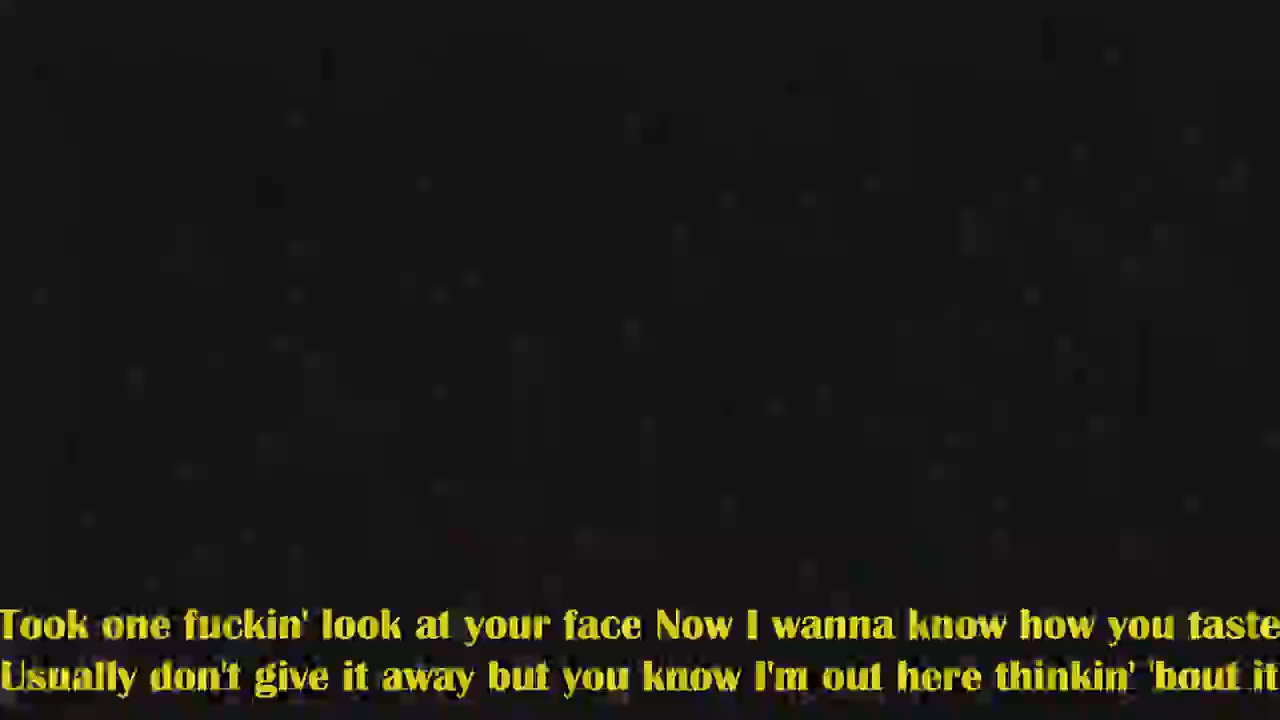 Took one fuckin' look at your face Now I wanna know how you taste
Usually don't give it away but you know I'm out here thinkin' 'bout it